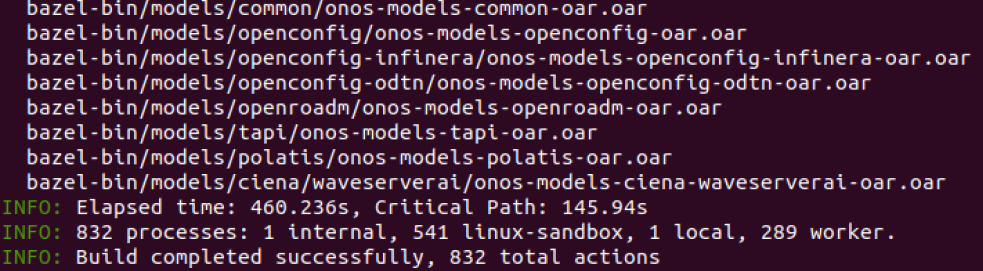 bazel-bin/models/common/onos-models-common-oar.oar
bazel-bin/models/openconfig/onos-models-openconfig-oar.oar
bazel-bin/models/openconfig-infinera/onos-models-openconfig-infinera-oar.oar
bazel-bin/models/openconfig-odtn/onos-models-openconfig-odtn-oar.oar
bazel-bin/models/openroadm/onos-models-openroadm-oar.oar
bazel-bin/models/tapi/onos-models-tapi-oar.oar
bazel-bin/models/polatis/onos-models-polatis-oar.oar
bazel-bin/models/ciena/waveserverai/onos-models-ciena-waveserverai-oar.oar
INFO: Elapsed time: 460.236s, Critical Path: 145.94s
INFO: 832 processes: 1 internal, 541 linux-sandbox, 1 local, 289 worker.
INFO: Build completed successfully, 832 total actions